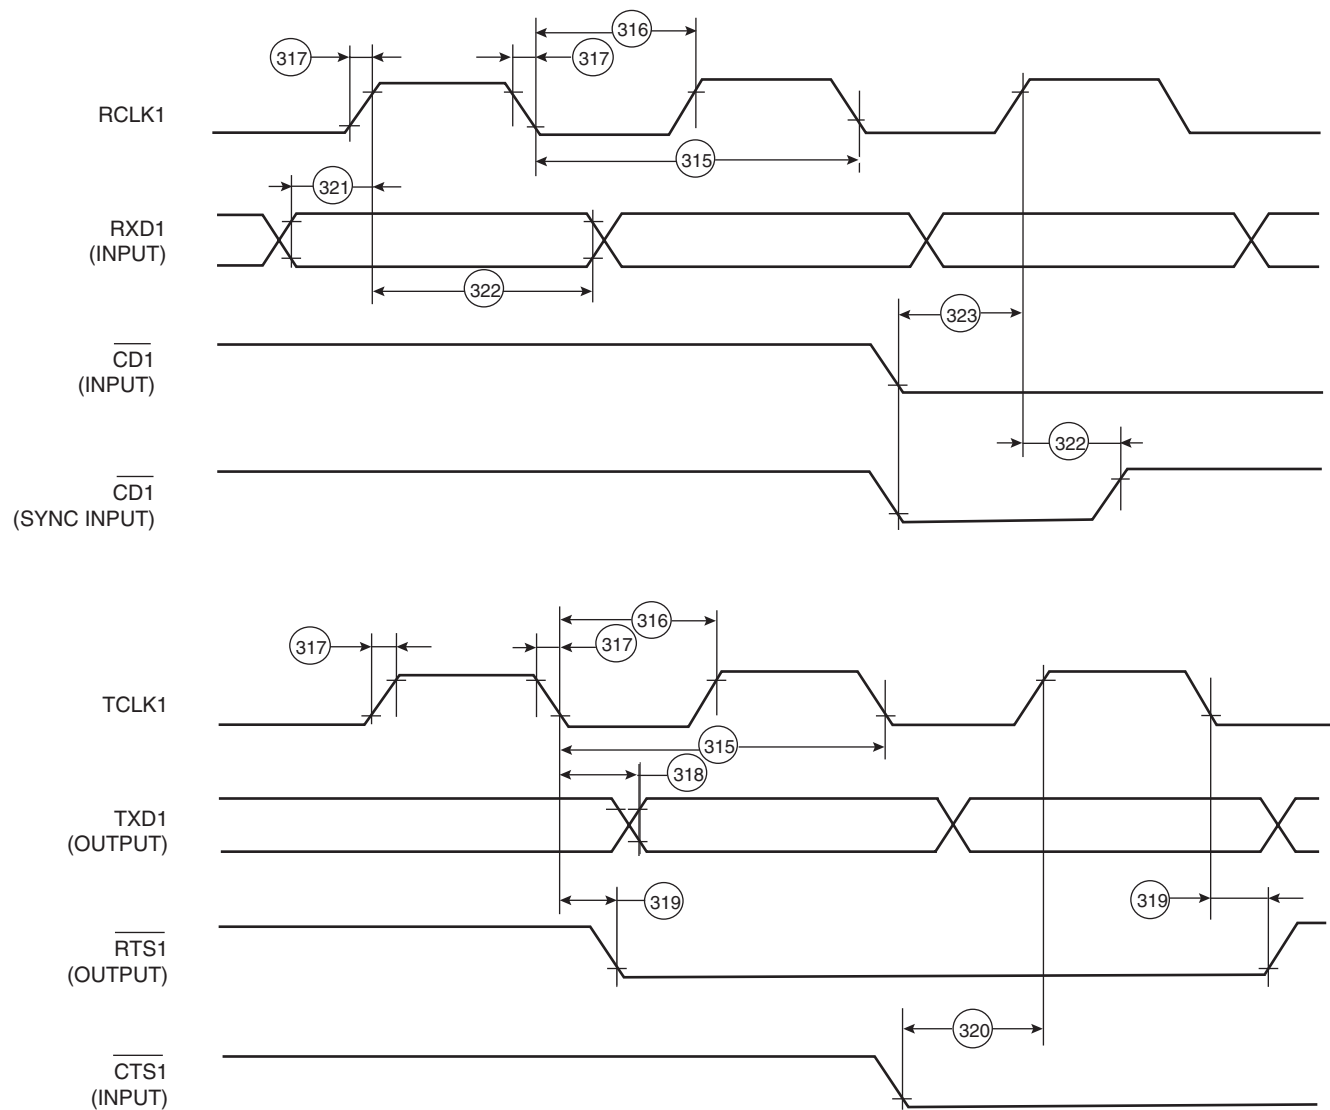 316
317
317
RCLK1
315
321
RXD1
(INPUT)
322
323
CD1
(INPUT)
322
CD1
(SYNC INPUT)
316
317
317
TCLK1
315
318
TXD1
(OUTPUT)
319
319
RTS1
(OUTPUT)
320
CTS1
(INPUT)